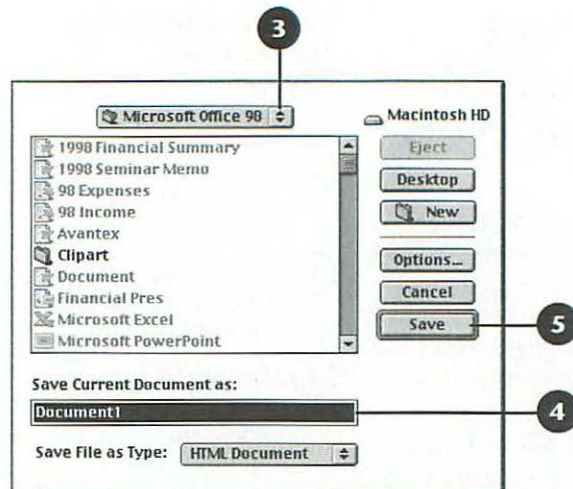 3
Microsoft Office 98
Macintosh HD
1998 Financial Summary
1998 Seminar Memo
98 Expenses
98 Income
Avantex
Clipart
Document
Financial Pres
Microsoft Excel
Microsoft PowerPoint
Eject
Desktop
New
Options...
Cancel
Save
5
Save Current Document as:
Document1
4
Save File as Type: HTML Document